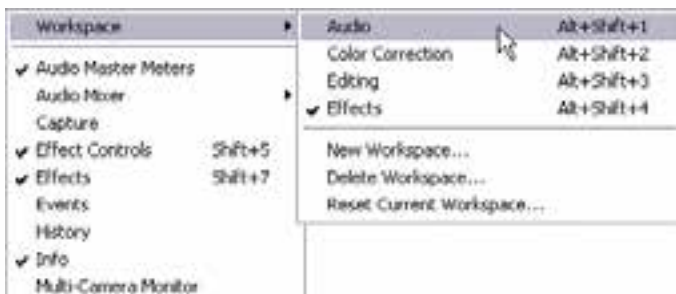 Workspace
Audio Master Meters
Audio Mixer
Capture
Effect Controls Shift+5
Effects Shift+7
Events
History
Info
Multi-Camera Monitor
Audio Alt+Shift+1
Color Correction Alt+Shift+2
Editing Alt+Shift+3
Effects Alt+Shift+4
New Workspace...
Delete Workspace...
Reset Current Workspace...